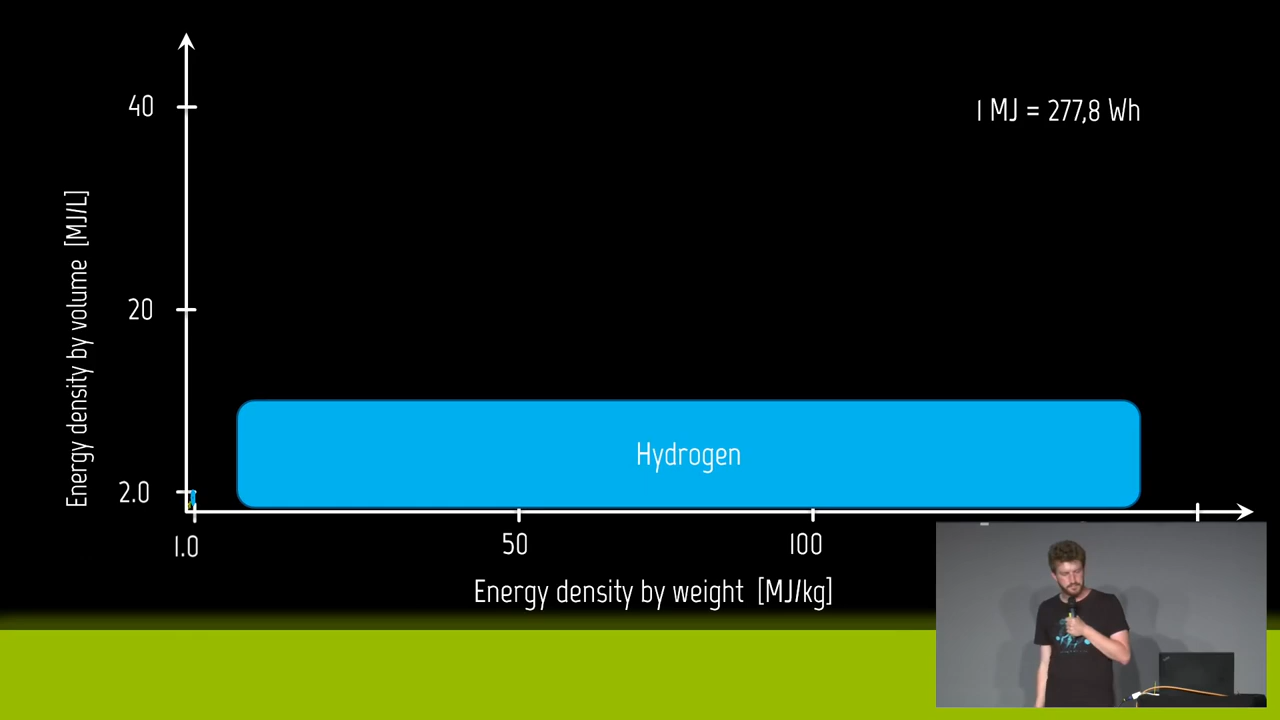 40
I MJ = 277,8 Wh
Energy density by volume [MJ/L]
20
Hydrogen
2.0
1.0
50
100
Energy density by weight [MJ/kg]